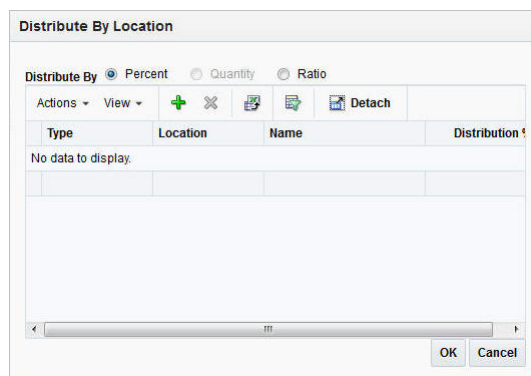 Distribute By Location
Distribute By Percent Quantity Ratio
Actions View Detach
Type Location Name Distribution
No data to display.
OK Cancel